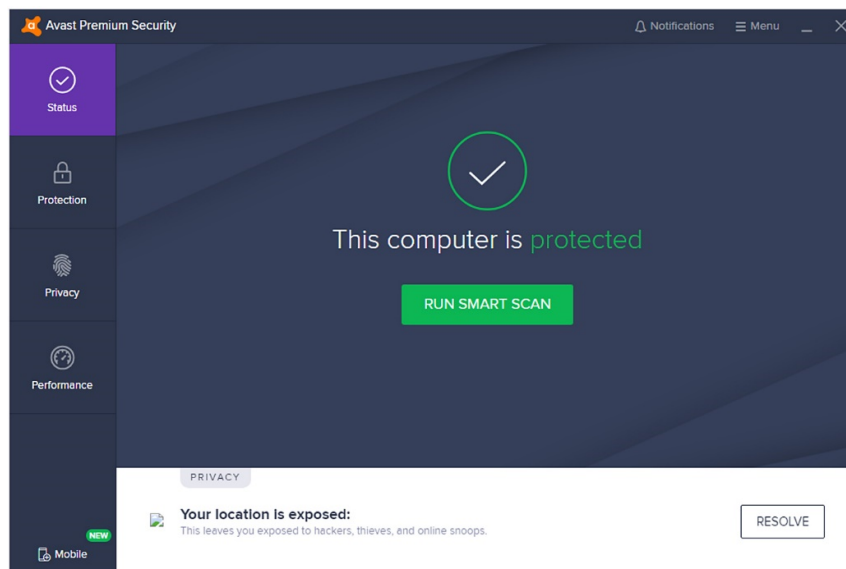 Avast Premium Security
Notifications
Menu
Status
Protection
Privacy
Performance
This computer is protected
RUN SMART SCAN
PRIVACY
Your location is exposed:
This leaves you exposed to hackers, thieves, and online snoops.
RESOLVE
NEW
Mobile